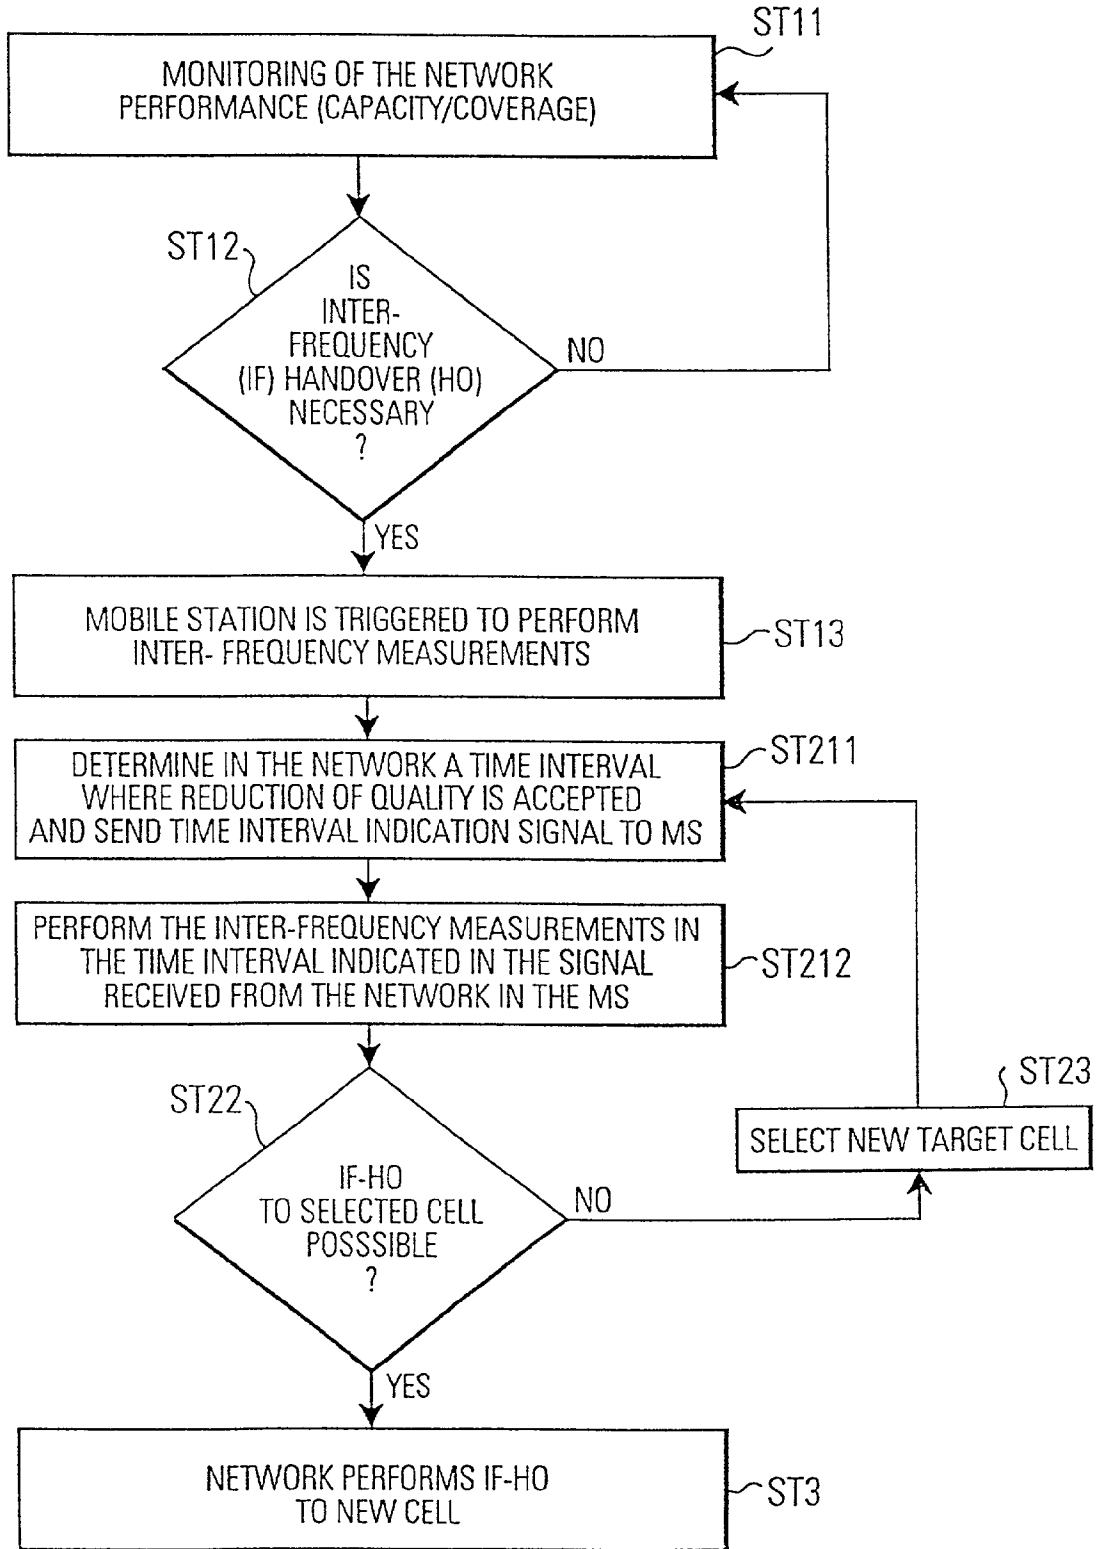 ST11
MONITORING OF THE NETWORK
PERFORMANCE (CAPACITY/COVERAGE)
ST12
IS
INTER-
FREQUENCY
(IF) HANDOVER (HO)
NECESSARY
?
NO
YES
MOBILE STATION IS TRIGGERED TO PERFORM
INTER- FREQUENCY MEASUREMENTS
ST13
DETERMINE IN THE NETWORK A TIME INTERVAL
WHERE REDUCTION OF QUALITY IS ACCEPTED
AND SEND TIME INTERVAL INDICATION SIGNAL TO MS
ST211
PERFORM THE INTER-FREQUENCY MEASUREMENTS IN
THE TIME INTERVAL INDICATED IN THE SIGNAL
RECEIVED FROM THE NETWORK IN THE MS
ST212
ST22
IF-HO
TO SELECTED CELL
POSSSIBLE
?
NO
ST23
SELECT NEW TARGET CELL
YES
NETWORK PERFORMS IF-HO
TO NEW CELL
ST3